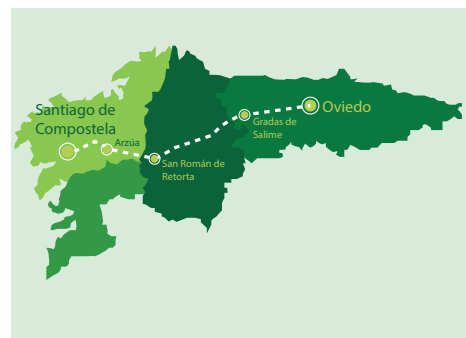 Santiago de
Compostela
Arzúa
San Román de
Retorta
Gradas de
Salime
Oviedo